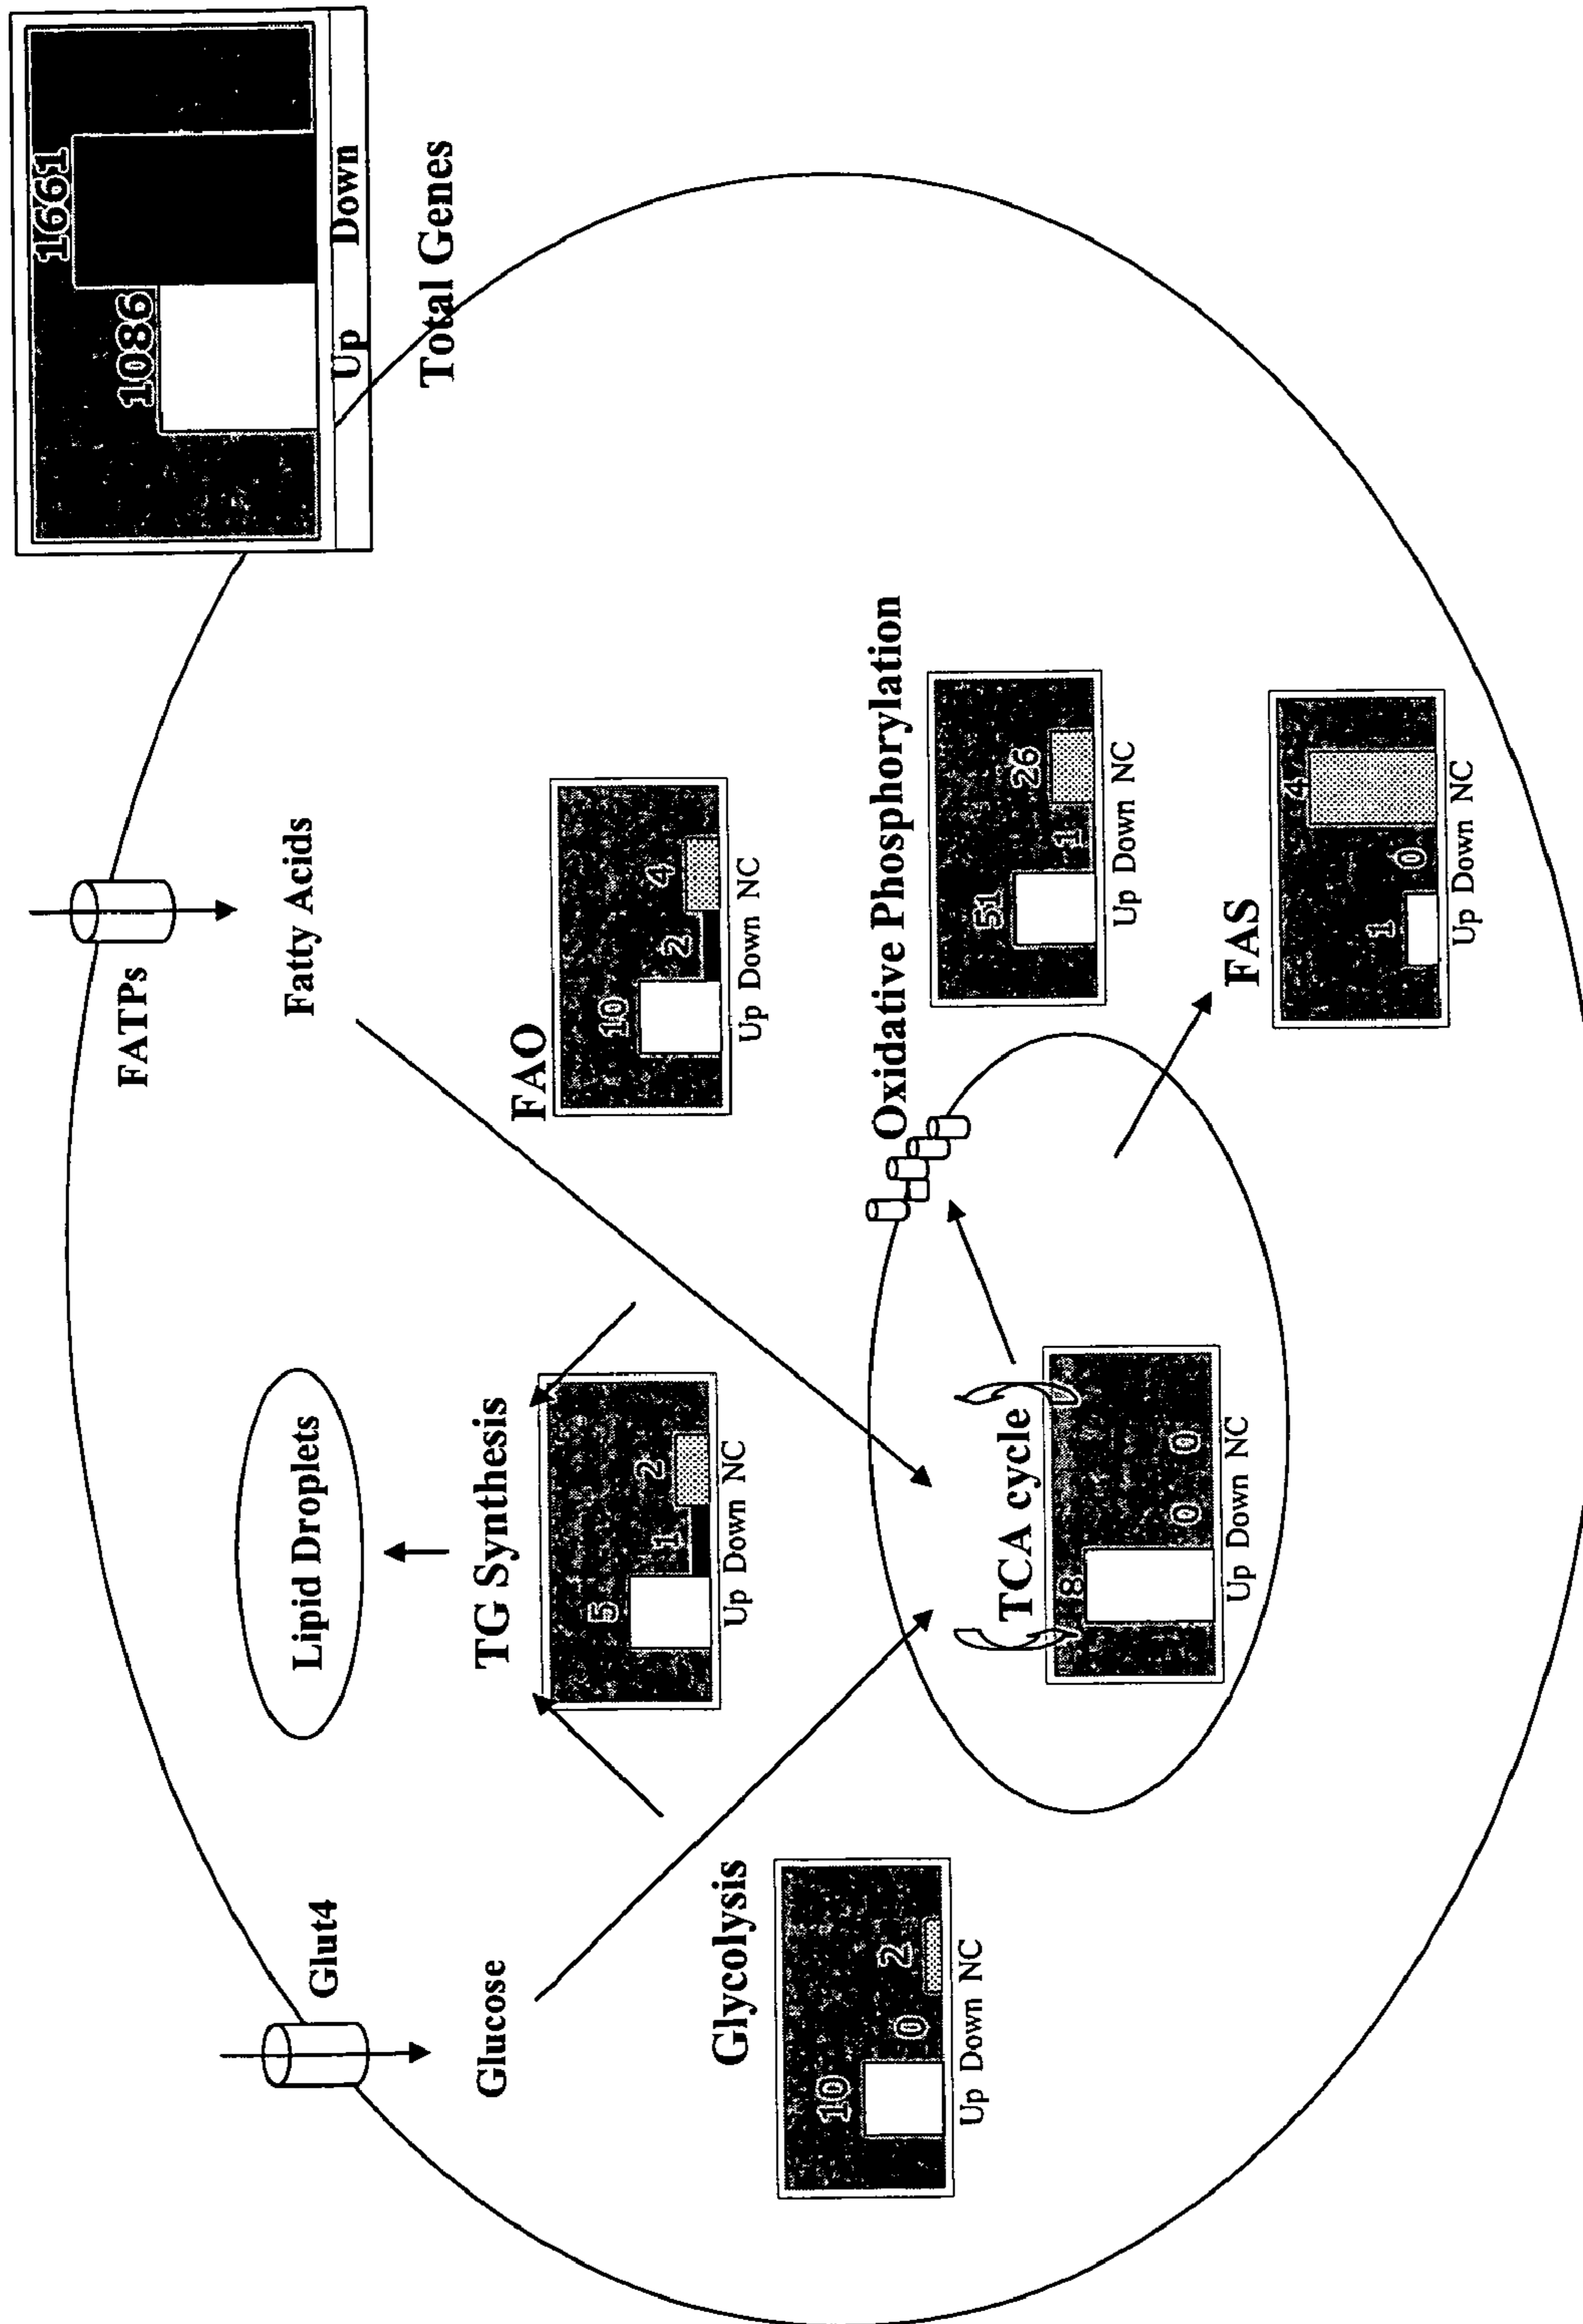 1086
1661
Up Down
Total Genes
Glut4
Glucose
FATPs
Fatty Acids
Lipid Droplets
TG Synthesis
5
1
2
Up Down NC
FAO
10
2
4
Up Down NC
Glycolysis
10
0
2
Up Down NC
Oxidative Phosphorylation
51
1
26
Up Down NC
TCA cycle
8
0
0
Up Down NC
FAS
1
0
4
Up Down NC